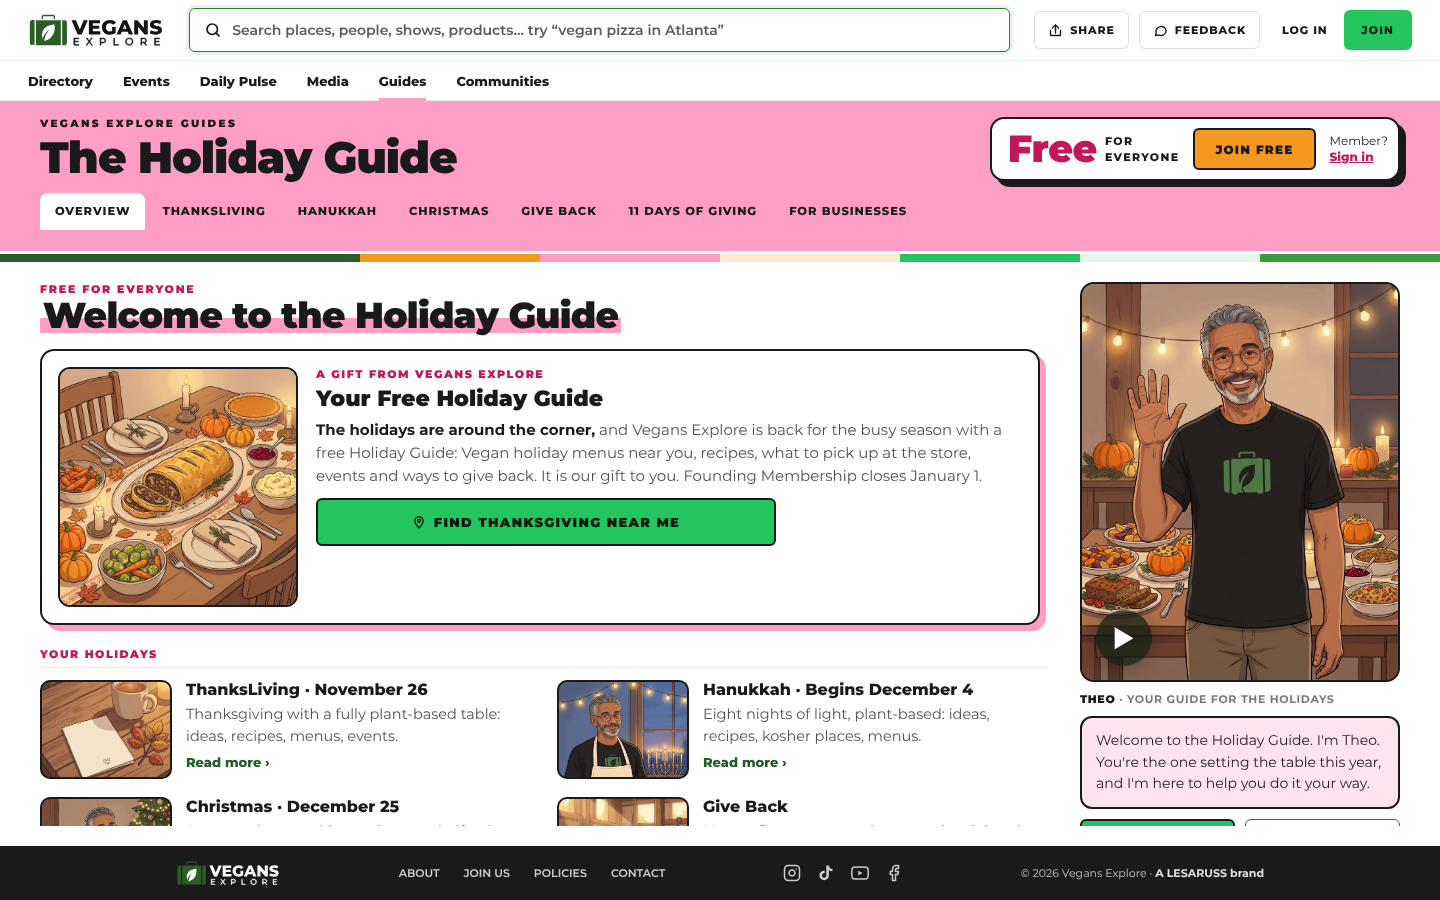 VEGANS
EXPLORE
Search places, people, shows, products... try “vegan pizza in Atlanta”
SHARE
FEEDBACK
LOG IN
JOIN
Directory
Events
Daily Pulse
Media
Guides
Communities
VEGANS EXPLORE GUIDES
The Holiday Guide
Free FOR EVERYONE
JOIN FREE
Member?
Sign in
OVERVIEW
THANKSLIVING
HANUKKAH
CHRISTMAS
GIVE BACK
11 DAYS OF GIVING
FOR BUSINESSES
FREE FOR EVERYONE
Welcome to the Holiday Guide
A GIFT FROM VEGANS EXPLORE
Your Free Holiday Guide
The holidays are around the corner, and Vegans Explore is back for the busy season with a
free Holiday Guide: Vegan holiday menus near you, recipes, what to pick up at the store,
events and ways to give back. It is our gift to you. Founding Membership closes January 1.
FIND THANKSGIVING NEAR ME
YOUR HOLIDAYS
ThanksLiving · November 26
Thanksgiving with a fully plant-based table:
ideas, recipes, menus, events.
Read more ›
Hanukkah · Begins December 4
Eight nights of light, plant-based: ideas,
recipes, kosher places, menus.
Read more ›
Christmas · December 25
Give Back
THEO · YOUR GUIDE FOR THE HOLIDAYS
Welcome to the Holiday Guide. I'm Theo.
You're the one setting the table this year,
and I'm here to help you do it your way.
VEGANS
EXPLORE
ABOUT
JOIN US
POLICIES
CONTACT
© 2026 Vegans Explore · A LESARUSS brand